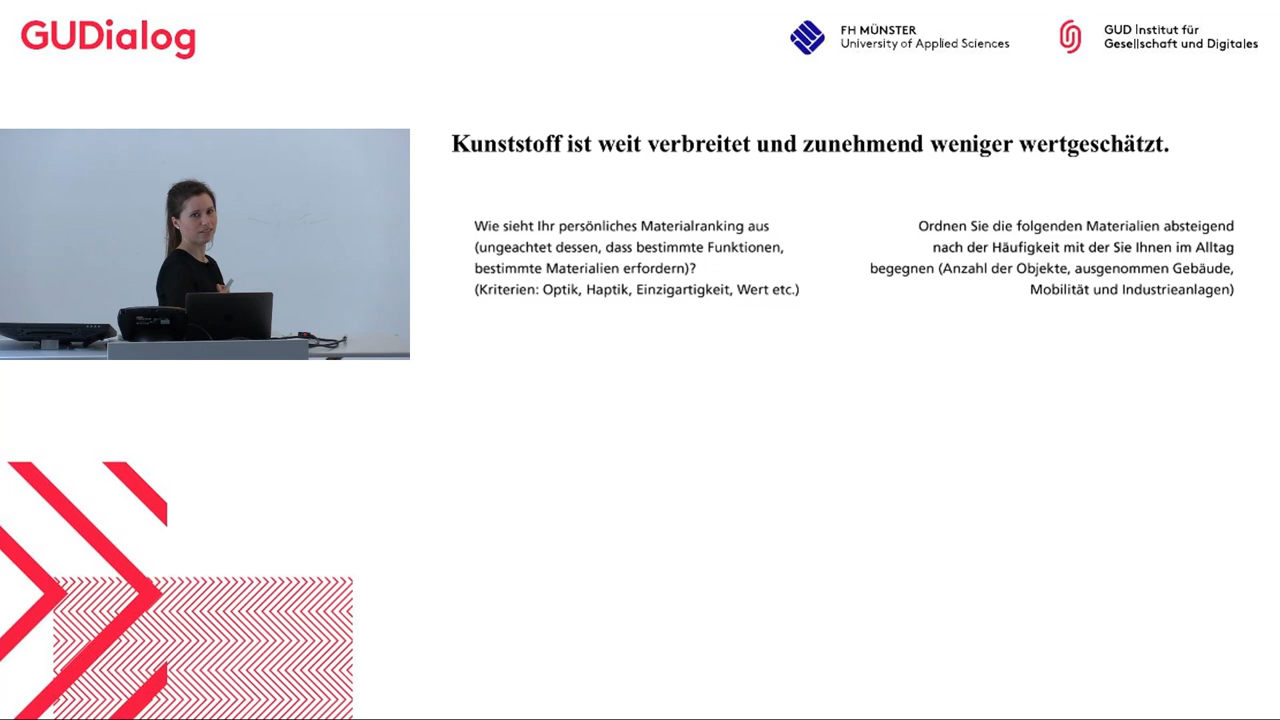 GUDialog
FH MÜNSTER
University of Applied Sciences
GUD Institut für
Gesellschaft und Digitales
Kunststoff ist weit verbreitet und zunehmend weniger wertgeschätzt.
Wie sieht Ihr persönliches Materialranking aus
(ungeachtet dessen, dass bestimmte Funktionen,
bestimmte Materialien erfordern)?
(Kriterien: Optik, Haptik, Einzigartigkeit, Wert etc.)
Ordnen Sie die folgenden Materialien absteigend
nach der Häufigkeit mit der Sie Ihnen im Alltag
begegnen (Anzahl der Objekte, ausgenommen Gebäude,
Mobilität und Industrieanlagen)